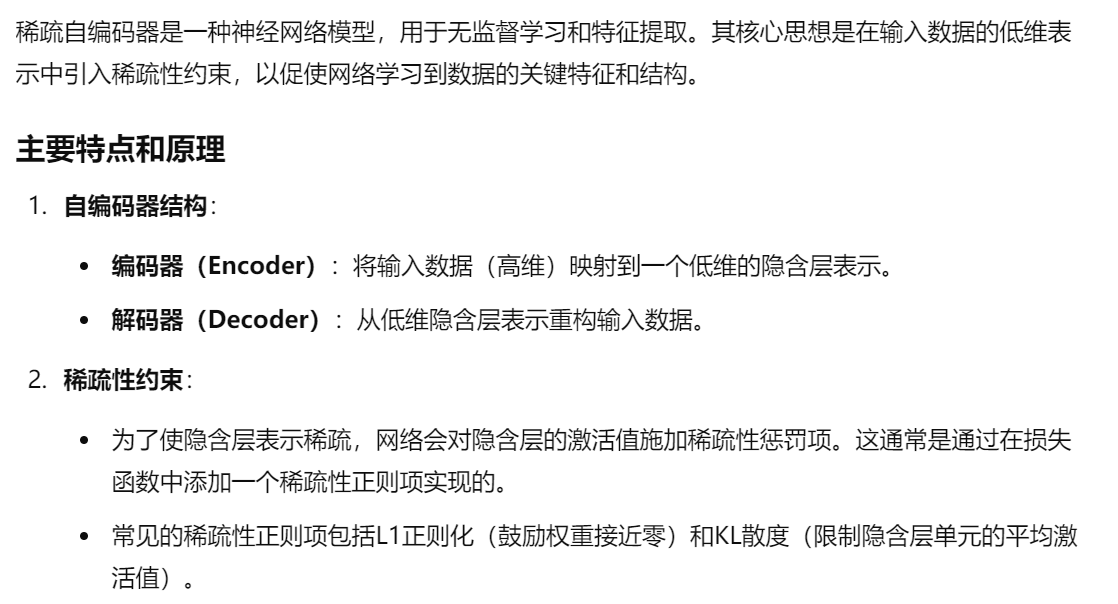 稀疏自编码器是一种神经网络模型，用于无监督学习和特征提取。其核心思想是在输入数据的低维表
示中引入稀疏性约束，以促使网络学习到数据的关键特征和结构。
主要特点和原理
1. 自编码器结构：
• 编码器（Encoder）：将输入数据（高维）映射到一个低维的隐含层表示。
• 解码器（Decoder）：从低维隐含层表示重构输入数据。
2. 稀疏性约束：
• 为了使隐含层表示稀疏，网络会对隐含层的激活值施加稀疏性惩罚项。这通常是通过在损失
函数中添加一个稀疏性正则项实现的。
• 常见的稀疏性正则项包括L1正则化（鼓励权重接近零）和KL散度（限制隐含层单元的平均激
活值）。